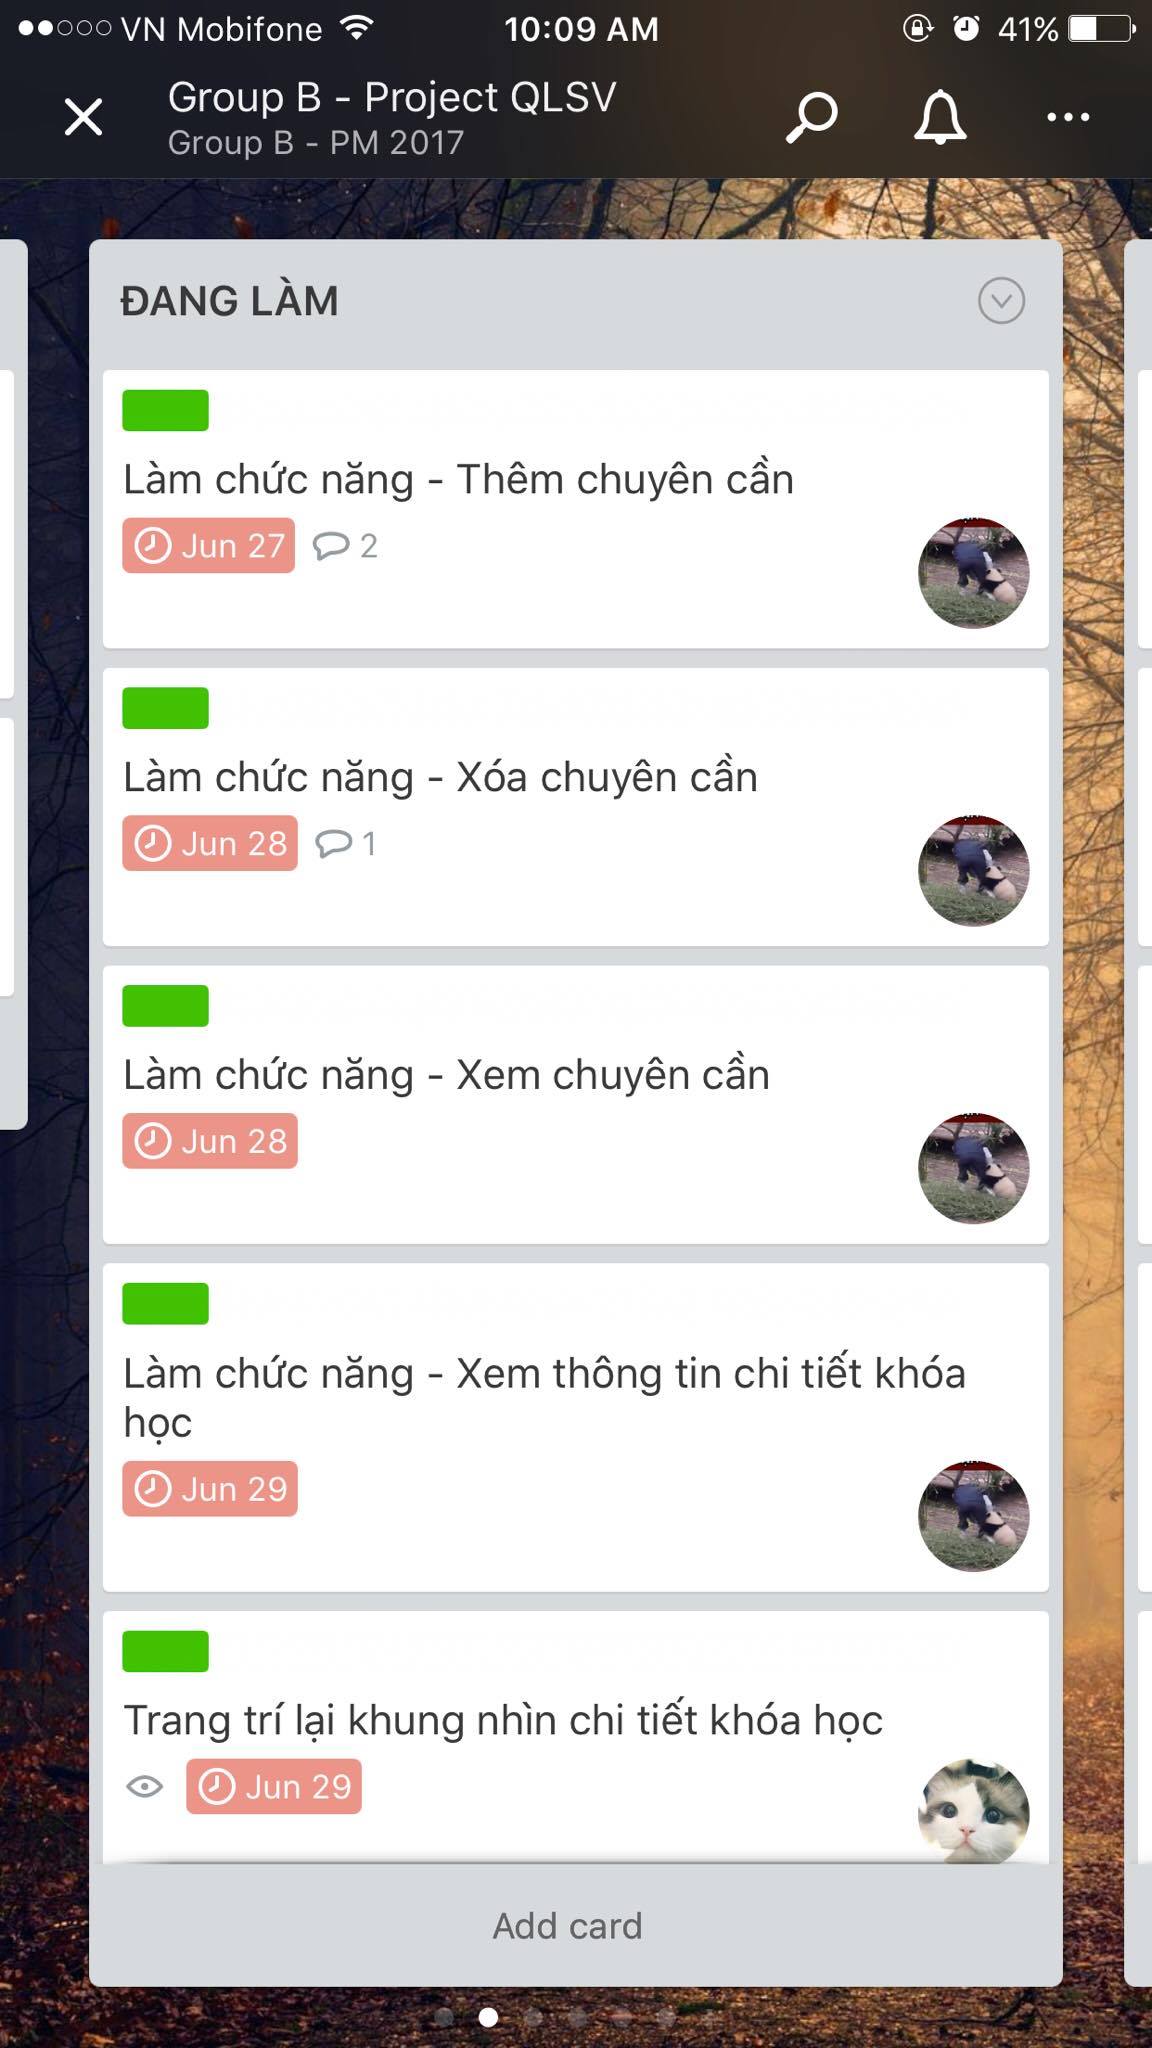 VN Mobifone 10:09 AM 41%
Group B - Project QLSV
Group B - PM 2017
ĐANG LÀM
Làm chức năng - Thêm chuyên cần
Jun 27 2
Làm chức năng - Xóa chuyên cần
Jun 28 1
Làm chức năng - Xem chuyên cần
Jun 28
Làm chức năng - Xem thông tin chi tiết khóa
học
Jun 29
Trang trí lại khung nhìn chi tiết khóa học
Jun 29
Add card